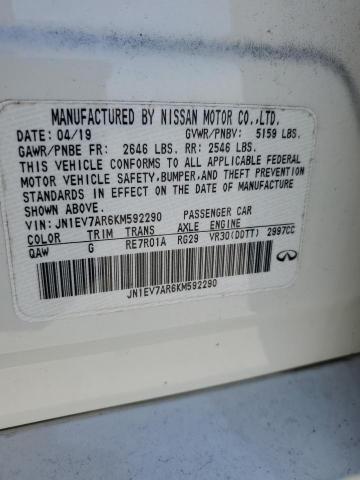 MANUFACTURED BY NISSAN MOTOR CO.,LTD.
DATE: 04/19 GVWR/PNBV: 5159 LBS.
GAWR/PNBE FR: 2646 LBS. RR: 2546 LBS.
THIS VEHICLE CONFORMS TO ALL APPLICABLE FEDERAL
MOTOR VEHICLE SAFETY,BUMPER,AND THEFT PREVENTION
STANDARDS IN EFFECT ON THE DATE OF MANUFACTURE
SHOWN ABOVE.
VIN: JN1EV7AR6KM592290 PASSENGER CAR
COLOR TRIM TRANS AXLE ENGINE
QAW G RE7R01A RG29 VR30(DDTT) 2997CC
JN1EV7AR6KM592290